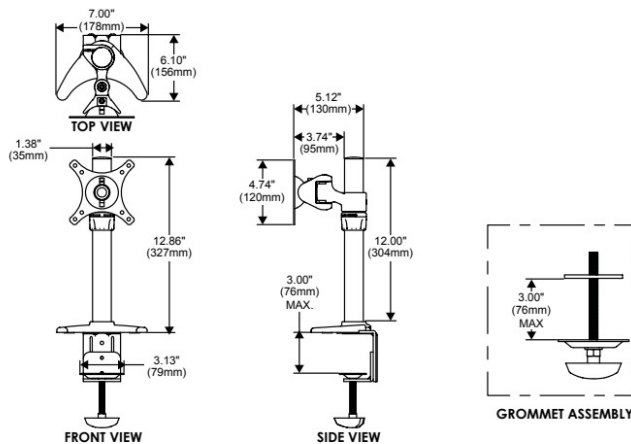 7.00"
(178mm)
6.10"
(156mm)
TOP VIEW
1.38"
(35mm)
12.86"
(327mm)
3.13"
(79mm)
FRONT VIEW
5.12"
(130mm)
3.74"
(95mm)
4.74"
(120mm)
12.00"
(304mm)
3.00"
(76mm)
MAX.
SIDE VIEW
3.00"
(76mm)
MAX
GROMMET ASSEMBLY